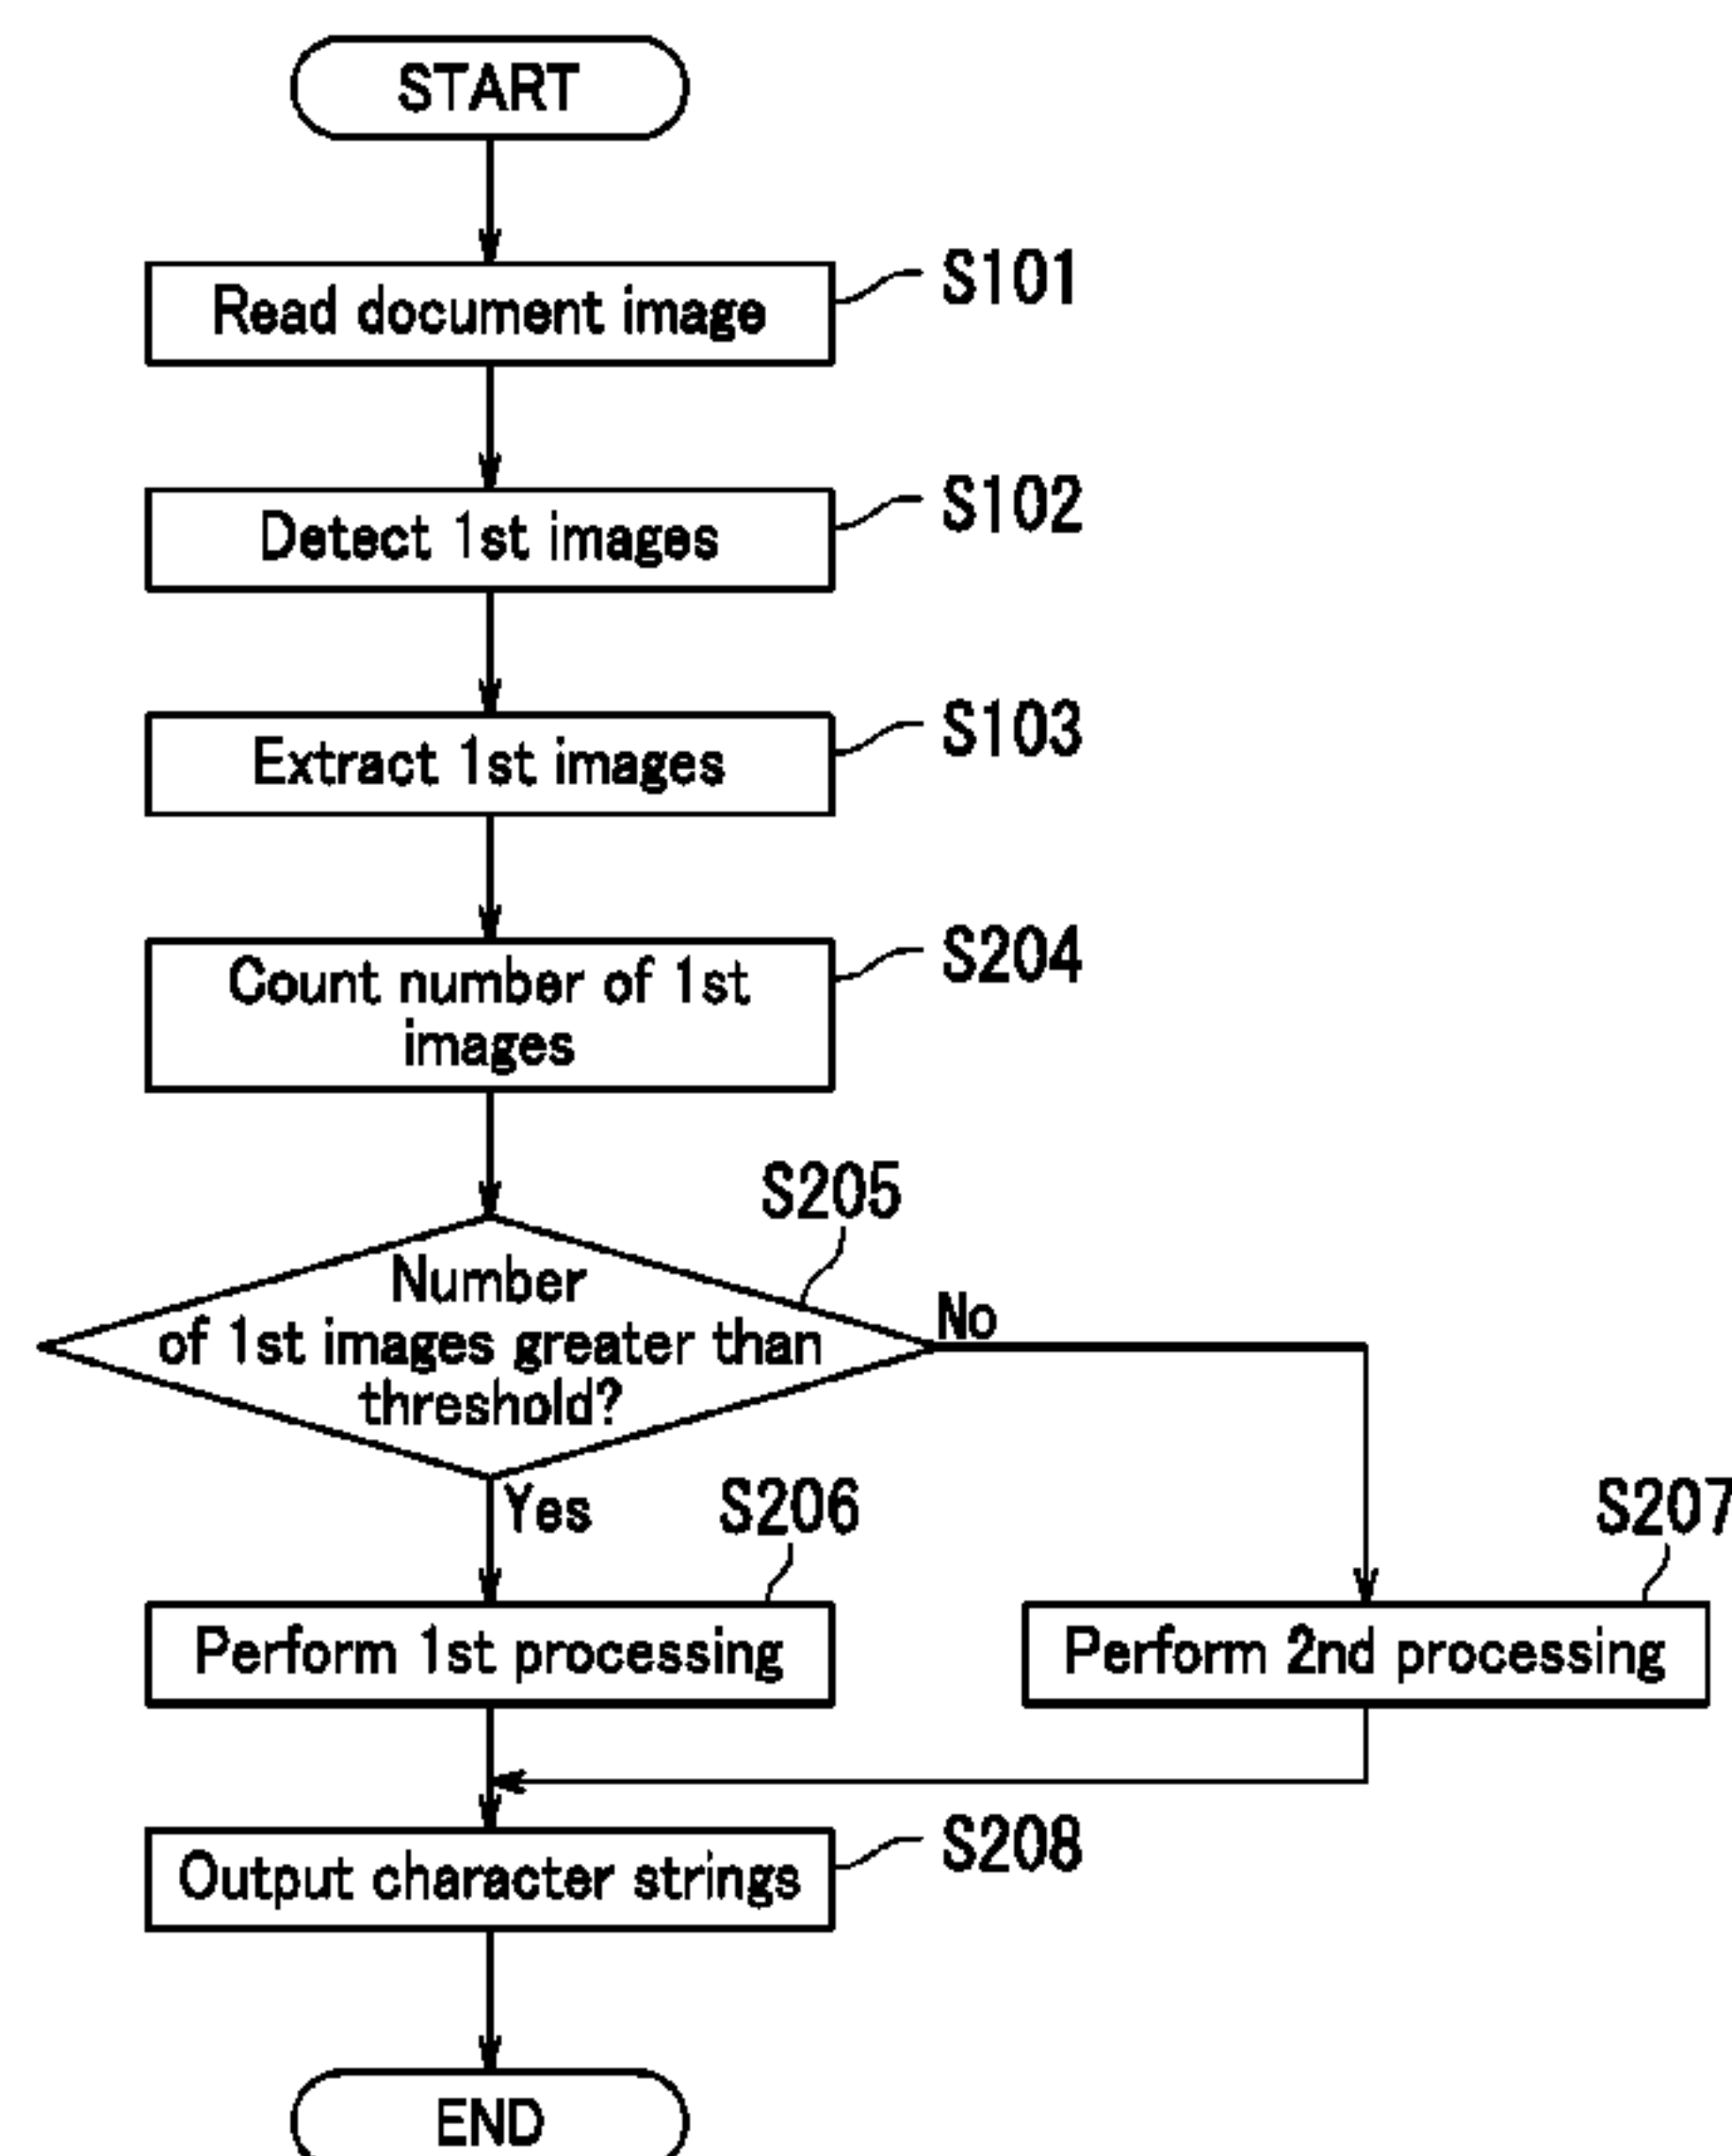 START
Read document image
S101
Detect 1st images
S102
Extract 1st images
S103
Count number of 1st
images
S204
S205
Number
of 1st images greater than
threshold?
No
Yes
S206
S207
Perform 1st processing
Perform 2nd processing
Output character strings
S208
END